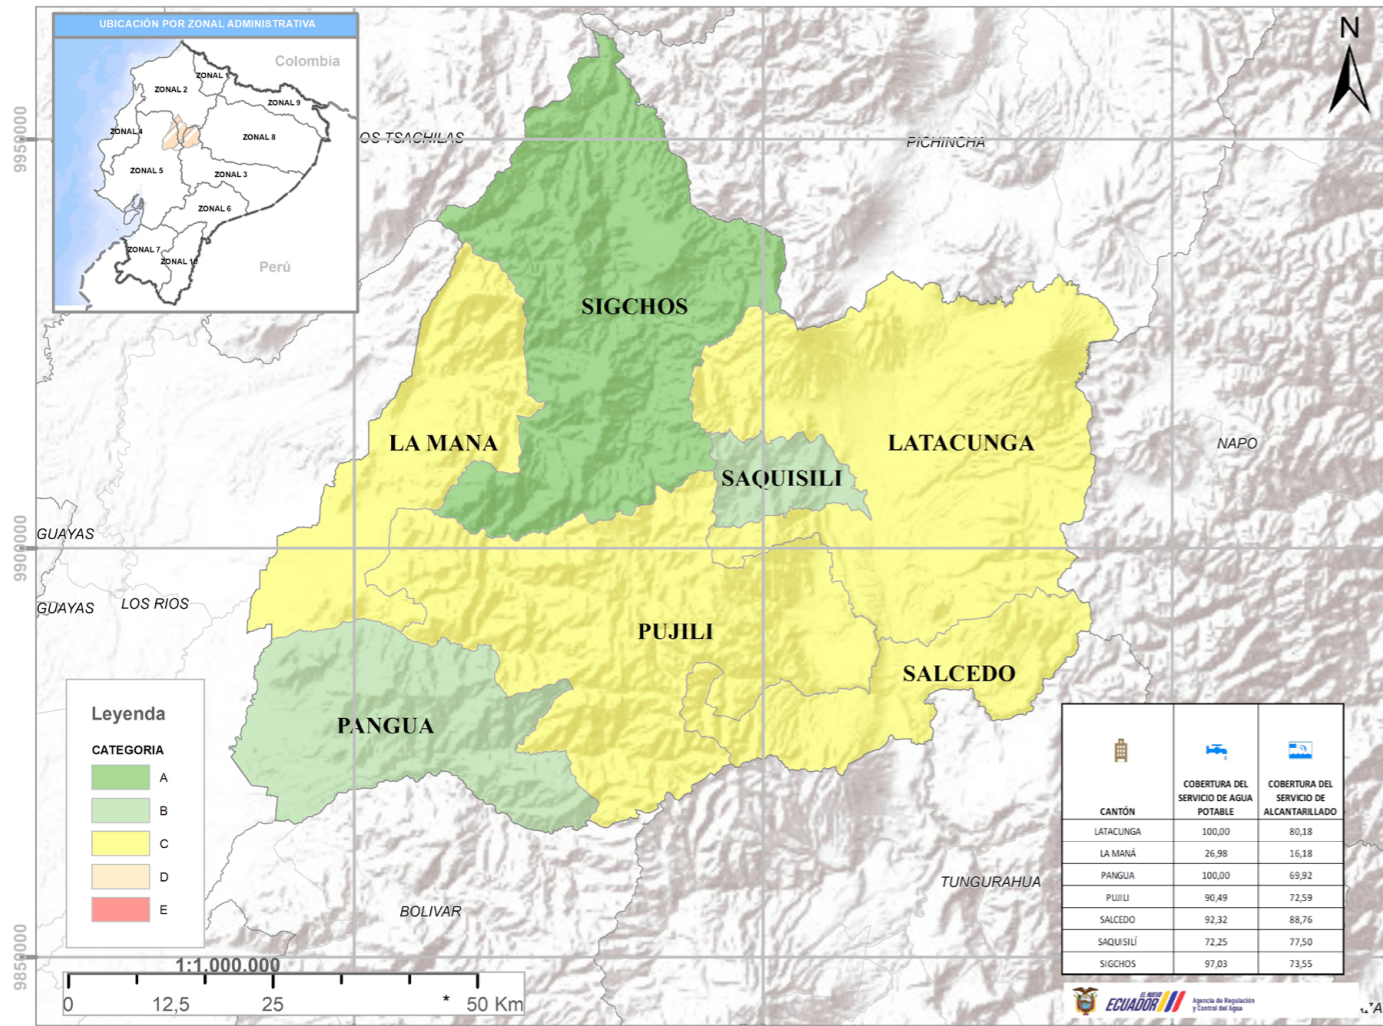 UBICACIÓN POR ZONAL ADMINISTRATIVA
Colombia
ZONAL 1
ZONAL 2
ZONAL 9
ZONAL 4
ZONAL 8
ZONAL 5
ZONAL 3
ZONAL 6
ZONAL 7
ZONAL 10
Perú
N
9950000
9900000
9850000
OS TSACHILAS
PICHINCHA
SIGCHOS
LA MANA
LATACUNGA
SAQUISILI
NAPO
GUAYAS
GUAYAS
LOS RIOS
PUJILI
SALCEDO
PANGUA
TUNGURAHUA
BOLIVAR
Leyenda
CATEGORIA
A
B
C
D
E
1:1.000.000
0 12,5 25 * 50 Km
CANTÓN
COBERTURA DEL
SERVICIO DE AGUA
POTABLE
COBERTURA DEL
SERVICIO DE
ALCANTARILLADO
LATACUNGA 100,00 80,18
LA MANÁ 26,98 16,18
PANGUA 100,00 69,92
PUJILI 90,49 72,59
SALCEDO 92,32 88,76
SAQUISILÍ 72,25 77,50
SIGCHOS 97,03 73,55
EL NUEVO
ECUADOR
Agencia de Regulación
y Control del Agua